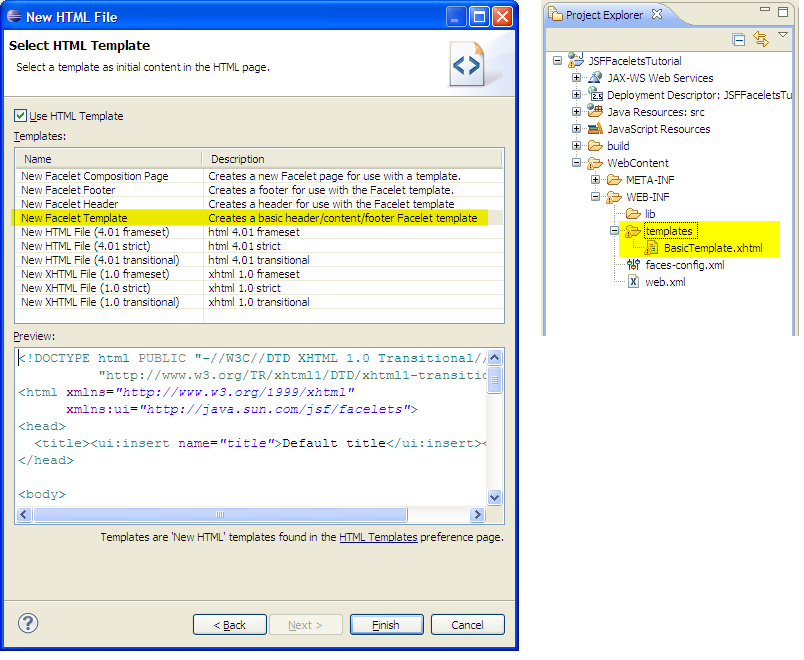 New HTML File
Select HTML Template
Select a template as initial content in the HTML page.
Use HTML Template
Templates:
Name Description
New Facelet Composition Page Creates a new Facelet page for use with a template.
New Facelet Footer Creates a footer for use with the Facelet template.
New Facelet Header Creates a header for use with the Facelet template
New Facelet Template Creates a basic header/content/footer Facelet template
New HTML File (4.01 frameset) html 4.01 frameset
New HTML File (4.01 strict) html 4.01 strict
New HTML File (4.01 transitional) html 4.01 transitional
New XHTML File (1.0 frameset) xhtml 1.0 frameset
New XHTML File (1.0 strict) xhtml 1.0 strict
New XHTML File (1.0 transitional) xhtml 1.0 transitional
Preview:
<!DOCTYPE html PUBLIC "-//W3C//DTD XHTML 1.0 Transitional//
"http://www.w3.org/TR/xhtml1/DTD/xhtml1-transitio
<html xmlns="http://www.w3.org/1999/xhtml"
xmlns:ui="http://java.sun.com/jsf/facelets">
<head>
<title><ui:insert name="title">Default title</ui:insert><
</head>
<body>
Templates are 'New HTML' templates found in the HTML Templates preference page.
< Back
Next >
Finish
Cancel
Project Explorer
JSFFaceletsTutorial
JAX-WS Web Services
Deployment Descriptor: JSFFaceletsTu
Java Resources: src
JavaScript Resources
build
WebContent
META-INF
WEB-INF
lib
templates
BasicTemplate.xhtml
faces-config.xml
web.xml